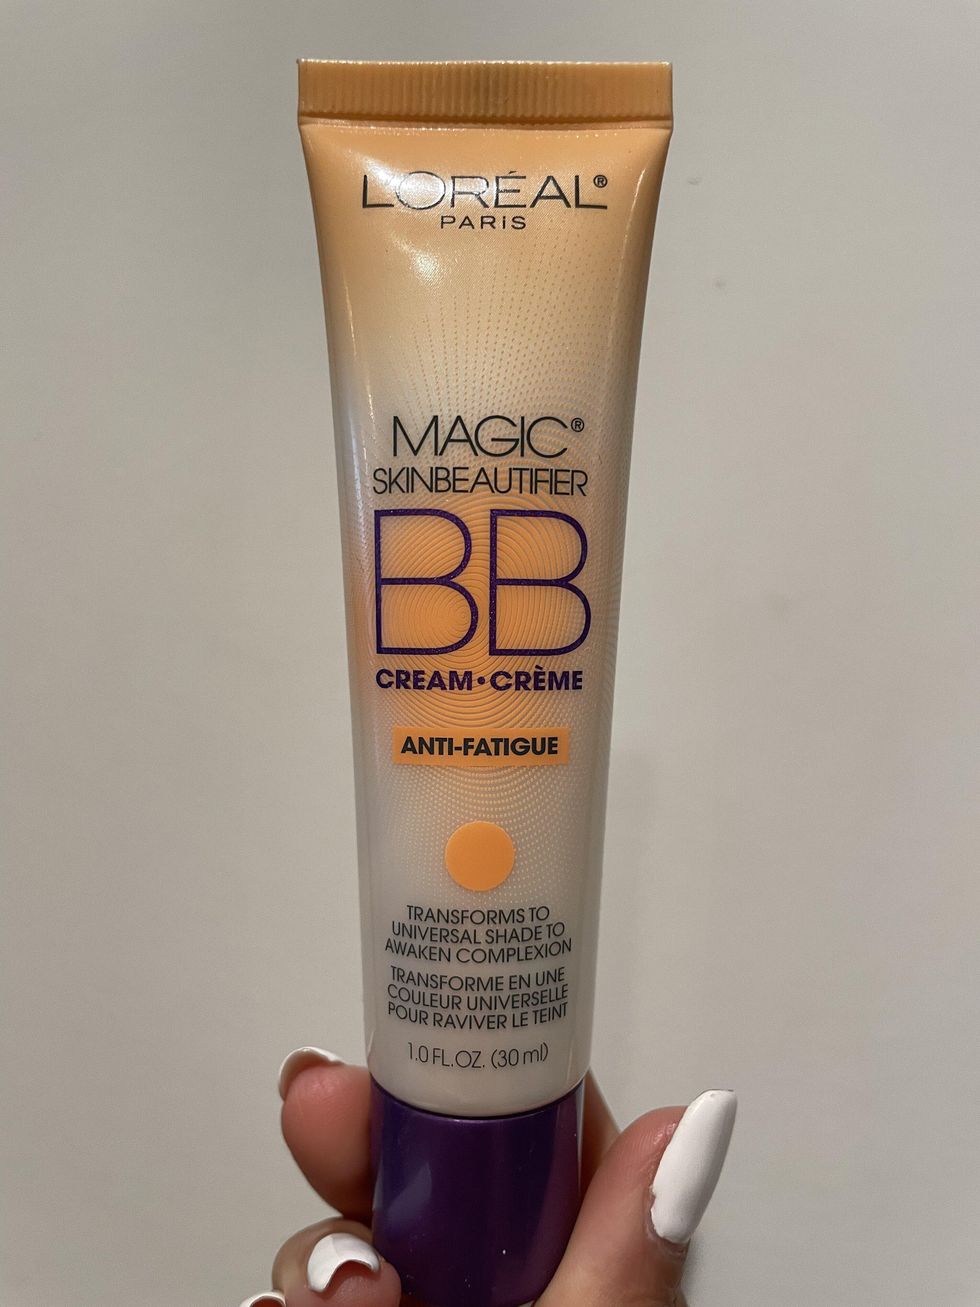 L'ORÉAL®
PARIS
MAGIC®
SKINBEAUTIFIER
BB
CREAM•CRÈME
ANTI-FATIGUE
TRANSFORMS TO
UNIVERSAL SHADE TO
AWAKEN COMPLEXION
TRANSFORME EN UNE
COULEUR UNIVERSELLE
POUR RAVIVER LE TEINT
1.0 FL.OZ. (30 ml)